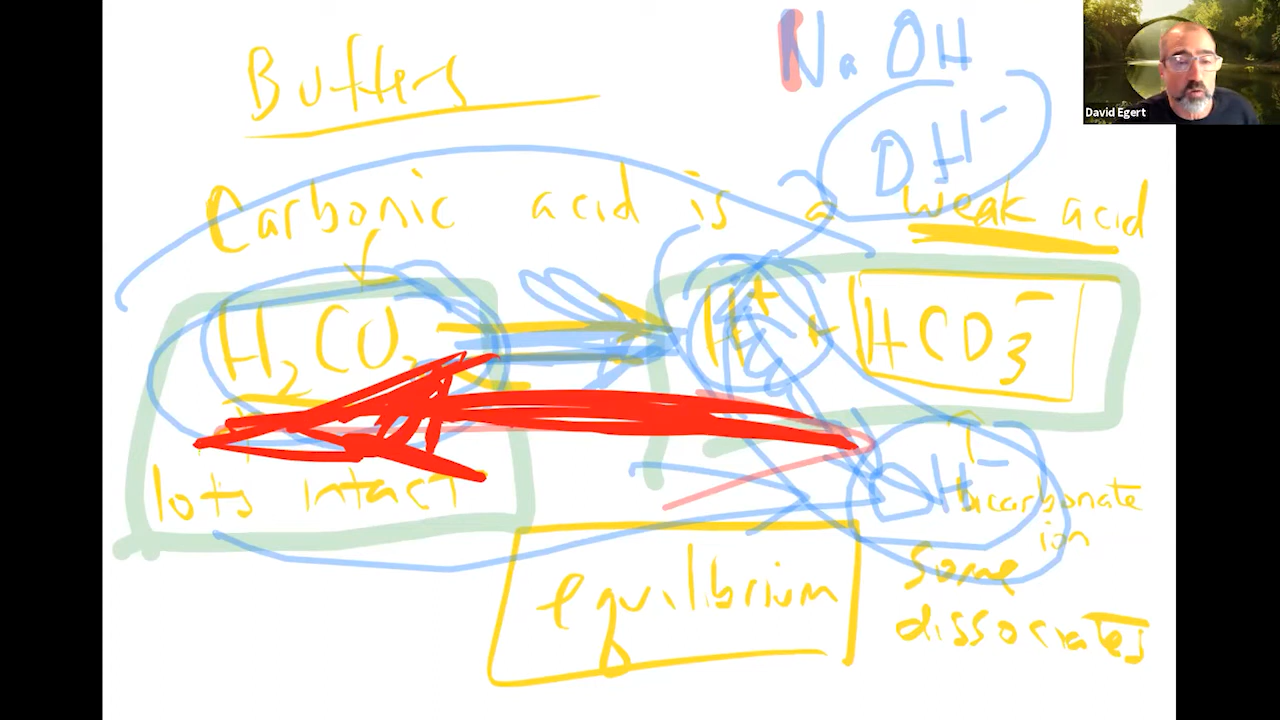 NaOH
David Egert
Buffers
OH-
Carbonic acid is a weak acid
H2CO3 H+ + HCO3-
OH-
lots intact
bicarbonate
ion
equilibrium
some
dissociates